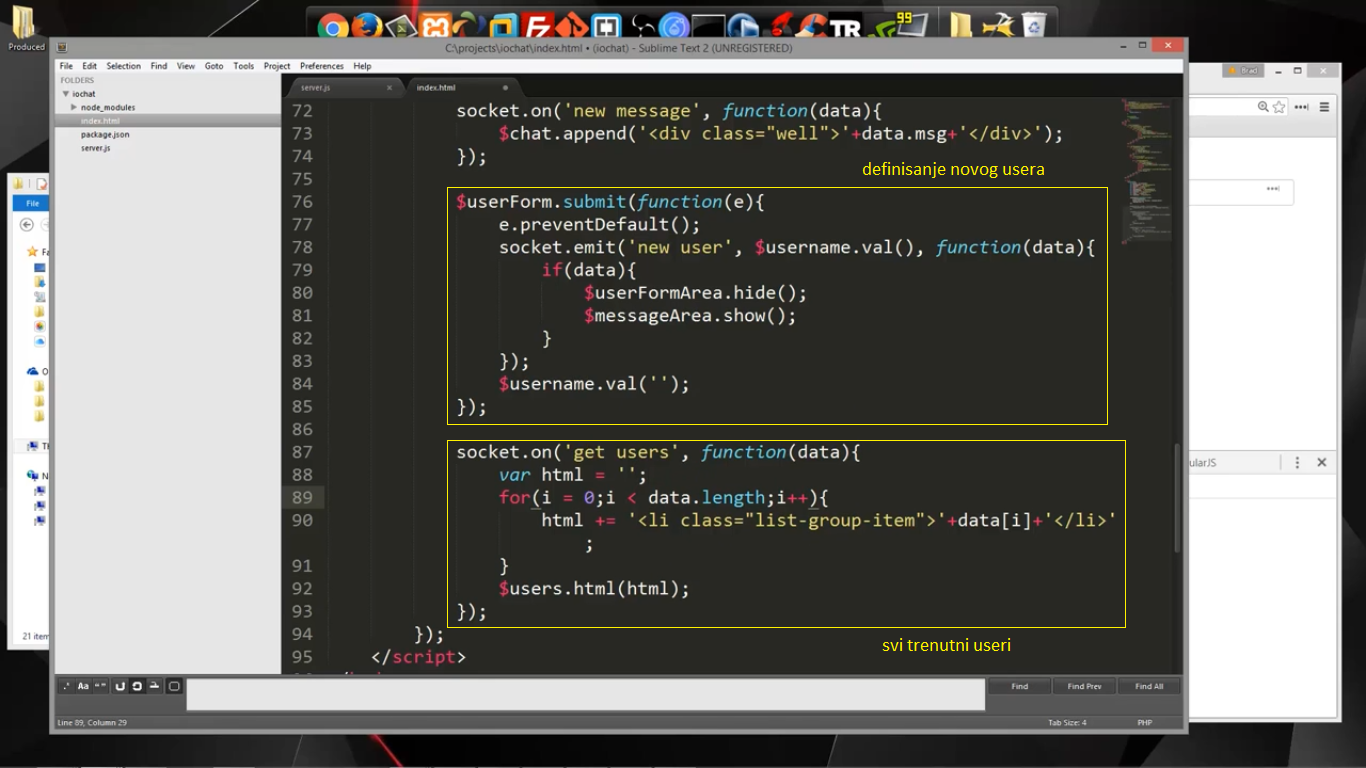 Produced
99
TR
C:\projects\iochat\index.html • (iochat) - Sublime Text 2 (UNREGISTERED)
Brad
File Edit Selection Find View Goto Tools Project Preferences Help
FOLDERS
iochat
node_modules
index.html
package.json
server.js
server.js
index.html
72 socket.on('new message', function(data){
73 $chat.append('<div class="well">'+data.msg+'</div>');
74 });
75
definisanje novog usera
76 $userForm.submit(function(e){
77 e.preventDefault();
78 socket.emit('new user', $username.val(), function(data){
79 if(data){
80 $userFormArea.hide();
81 $messageArea.show();
82 }
83 });
84 $username.val('');
85 });
86
87 socket.on('get users', function(data){
88 var html = '';
89 for(i = 0;i < data.length;i++){
90 html += '<li class="list-group-item">'+data[i]+'</li>'
;
91 }
92 $users.html(html);
93 });
94 });
svi trenutni useri
95 </script>
File
Fa
O
TH
N
21 item
ularJS
.* Aa “”
Find Find Prev Find All
Line 89, Column 29
Tab Size: 4
PHP